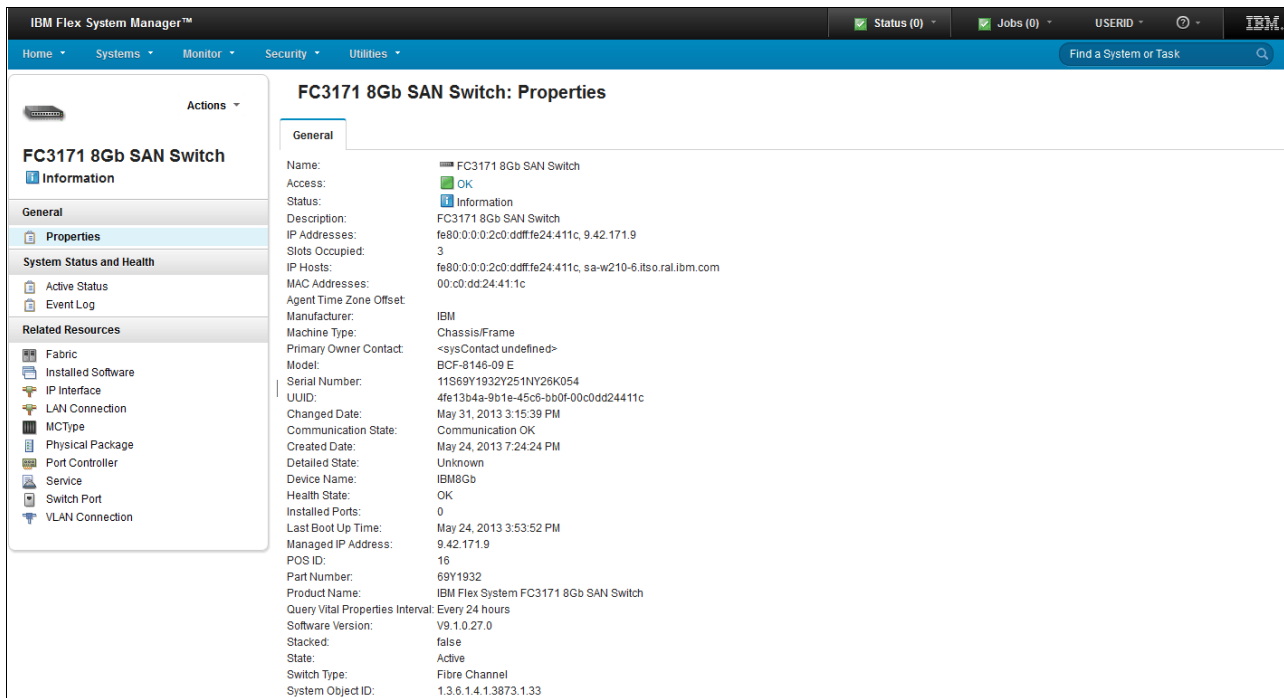 IBM Flex System Manager™
Status (0)
Jobs (0)
USERID
?
IBM.
Home
Systems
Monitor
Security
Utilities
Find a System or Task
Actions
FC3171 8Gb SAN Switch
Information
General
Properties
System Status and Health
Active Status
Event Log
Related Resources
Fabric
Installed Software
IP Interface
LAN Connection
MCType
Physical Package
Port Controller
Service
Switch Port
VLAN Connection
FC3171 8Gb SAN Switch: Properties
General
Name: FC3171 8Gb SAN Switch
Access: OK
Status: Information
Description: FC3171 8Gb SAN Switch
IP Addresses: fe80:0:0:0:2c0:ddff:fe24:411c, 9.42.171.9
Slots Occupied: 3
IP Hosts: fe80:0:0:0:2c0:ddff:fe24:411c, sa-w210-6.itso.ral.ibm.com
MAC Addresses: 00:c0:dd:24:41:1c
Agent Time Zone Offset:
Manufacturer: IBM
Machine Type: Chassis/Frame
Primary Owner Contact: <sysContact undefined>
Model: BCF-8146-09 E
Serial Number: 11S69Y1932Y251NY26K054
UUID: 4fe13b4a-9b1e-45c6-bb0f-00c0dd24411c
Changed Date: May 31, 2013 3:15:39 PM
Communication State: Communication OK
Created Date: May 24, 2013 7:24:24 PM
Detailed State: Unknown
Device Name: IBM8Gb
Health State: OK
Installed Ports: 0
Last Boot Up Time: May 24, 2013 3:53:52 PM
Managed IP Address: 9.42.171.9
POS ID: 16
Part Number: 69Y1932
Product Name: IBM Flex System FC3171 8Gb SAN Switch
Query Vital Properties Interval: Every 24 hours
Software Version: V9.1.0.27.0
Stacked: false
State: Active
Switch Type: Fibre Channel
System Object ID: 1.3.6.1.4.1.3873.1.33